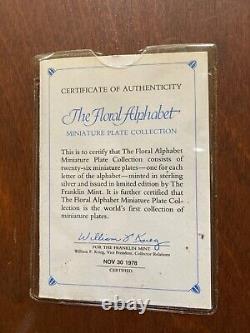 CERTIFICATE OF AUTHENTICITY
The Floral Alphabet
MINIATURE PLATE COLLECTION
This is to certify that The Floral Alphabet
Miniature Plate Collection consists of
twenty-six miniature plates—one for each
letter of the alphabet—minted in sterling
silver and issued in limited edition by The
Franklin Mint. It is further certified that
The Floral Alphabet Miniature Plate Col-
lection is the world's first collection of
miniature plates.
William F Krieg
FOR THE FRANKLIN MINT
William F. Krieg, Vice President, Collector Relations
NOV 30 1978
CERTIFIED